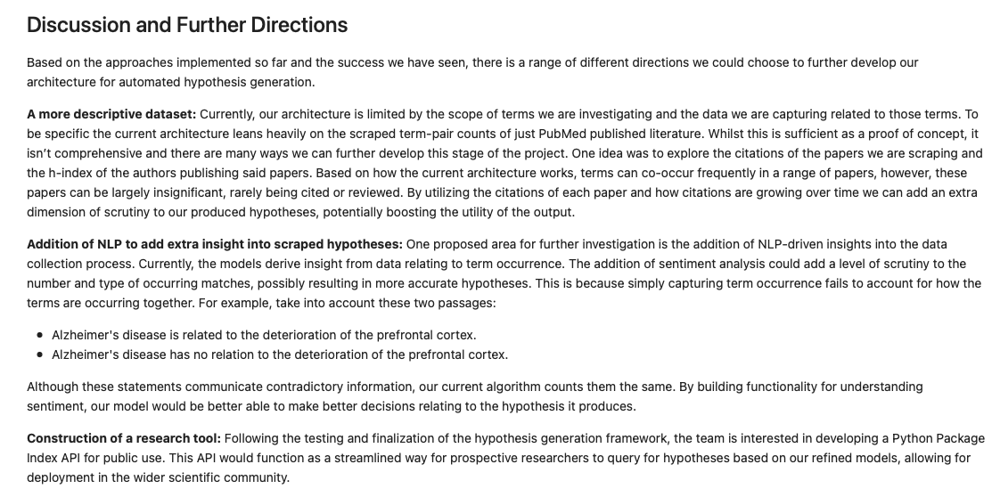 Discussion and Further Directions
Based on the approaches implemented so far and the success we have seen, there is a range of different directions we could choose to further develop our
architecture for automated hypothesis generation.
A more descriptive dataset: Currently, our architecture is limited by the scope of terms we are investigating and the data we are capturing related to those terms. To
be specific the current architecture leans heavily on the scraped term-pair counts of just PubMed published literature. Whilst this is sufficient as a proof of concept, it
isn't comprehensive and there are many ways we can further develop this stage of the project. One idea was to explore the citations of the papers we are scraping and
the h-index of the authors publishing said papers. Based on how the current architecture works, terms can co-occur frequently in a range of papers, however, these
papers can be largely insignificant, rarely being cited or reviewed. By utilizing the citations of each paper and how citations are growing over time we can add an extra
dimension of scrutiny to our produced hypotheses, potentially boosting the utility of the output.
Addition of NLP to add extra insight into scraped hypotheses: One proposed area for further investigation is the addition of NLP-driven insights into the data
collection process. Currently, the models derive insight from data relating to term occurrence. The addition of sentiment analysis could add a level of scrutiny to the
number and type of occurring matches, possibly resulting in more accurate hypotheses. This is because simply capturing term occurrence fails to account for how the
terms are occurring together. For example, take into account these two passages:
• Alzheimer's disease is related to the deterioration of the prefrontal cortex.
• Alzheimer's disease has no relation to the deterioration of the prefrontal cortex.
Although these statements communicate contradictory information, our current algorithm counts them the same. By building functionality for understanding
sentiment, our model would be better able to make better decisions relating to the hypothesis it produces.
Construction of a research tool: Following the testing and finalization of the hypothesis generation framework, the team is interested in developing a Python Package
Index API for public use. This API would function as a streamlined way for prospective researchers to query for hypotheses based on our refined models, allowing for
deployment in the wider scientific community.